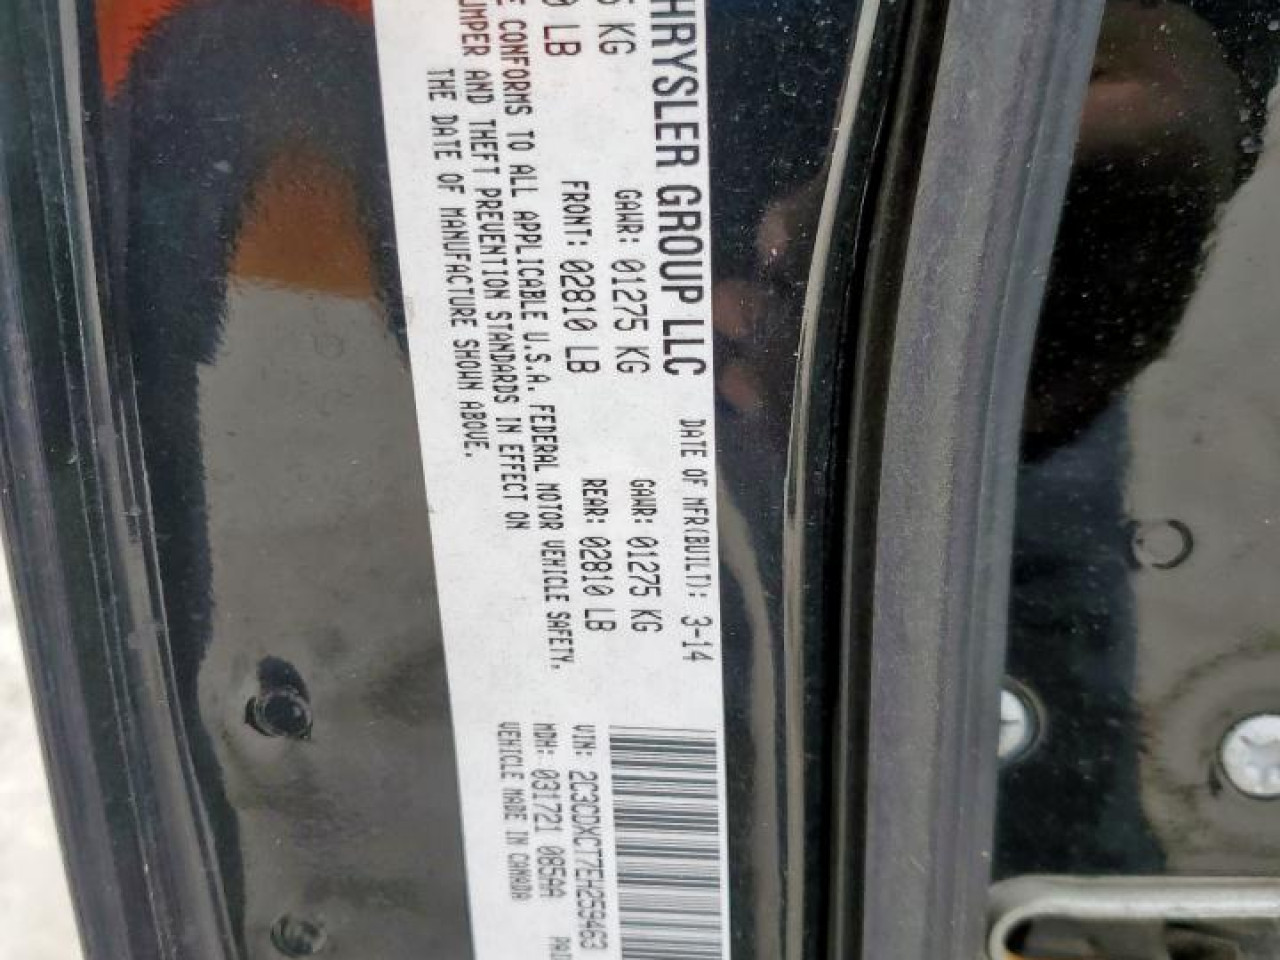 HRYSLER GROUP LLC DATE OF MFR(BUILT): 3-14
KG GAWR: 01275 KG GAWR: 01275 KG
LB FRONT: 02810 LB REAR: 02810 LB
CONFORMS TO ALL APPLICABLE U.S.A. FEDERAL MOTOR VEHICLE SAFETY,
UMPER AND THEFT PREVENTION STANDARDS IN EFFECT ON
THE DATE OF MANUFACTURE SHOWN ABOVE.
VIN: 2C3CDXCT7EH259463
MDH: 031721 085AA
VEHICLE MADE IN CANADA